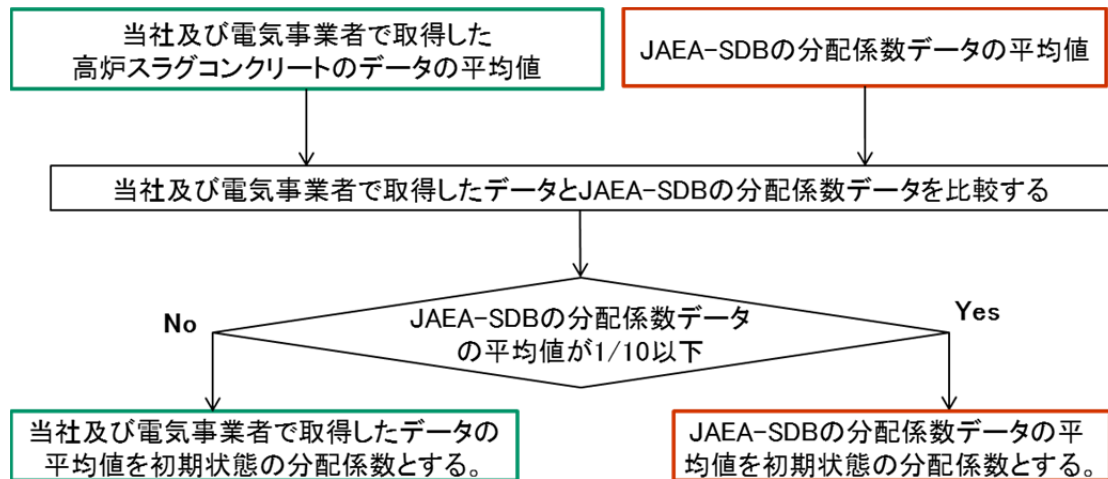 当社及び電気事業者で取得した
高炉スラグコンクリートのデータの平均値
JAEA-SDBの分配係数データの平均値
当社及び電気事業者で取得したデータとJAEA-SDBの分配係数データを比較する
JAEA-SDBの分配係数データ
の平均値が1/10以下
No
Yes
当社及び電気事業者で取得したデータの
平均値を初期状態の分配係数とする。
JAEA-SDBの分配係数データの平
均値を初期状態の分配係数とする。